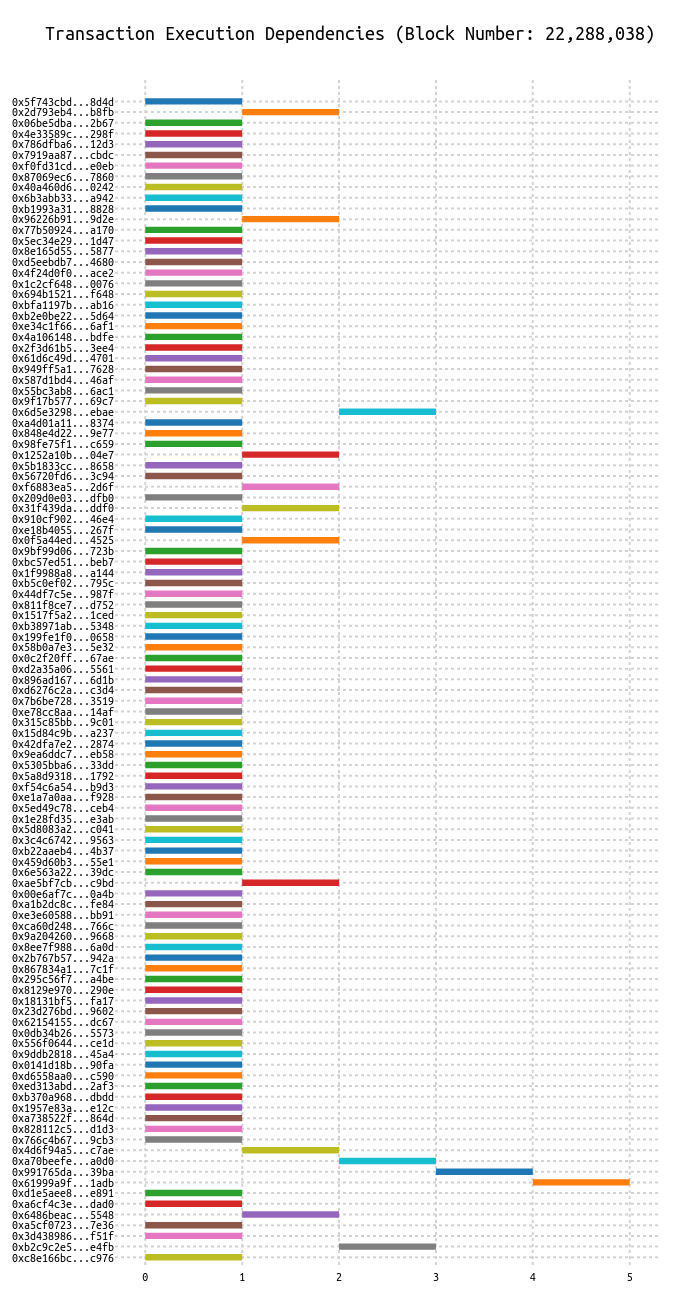 Transaction Execution Dependencies (Block Number: 22,288,038)
0x5f743cbd...8d4d
0x2d793eb4...b8fb
0x06be5dba...2b67
0x4e33589c...298f
0x786dfba6...12d3
0x7919aa87...cbdc
0xf0fd31cd...e0eb
0x87069ec6...7860
0x40a460d6...0242
0x6b3abb33...a942
0xb1993a31...8828
0x96226b91...9d2e
0x77b50924...a170
0x5ec34e29...1d47
0x8e165d55...5877
0xd5eebdb7...4680
0x4f24d0f0...ace2
0x1c2cf648...0076
0x694b1521...f648
0xbfa1197b...ab16
0xb2e0be22...5d64
0xe34c1f66...6af1
0x4a106148...bdfe
0x2f3d61b5...3ee4
0x61d6c49d...4701
0x949ff5a1...7628
0x587d1bd4...46af
0x55bc3ab8...6ac1
0x9f17b577...69c7
0x6d5e3298...ebae
0xa4d01a11...8374
0x848e4d22...9e77
0x98fe75f1...c659
0x1252a10b...04e7
0x5b1833cc...8658
0x56720fd6...3c94
0xf6883ea5...2d6f
0x209d0e03...dfb0
0x31f439da...ddf0
0x910cf902...46e4
0xe18b4055...267f
0x0f5a44ed...4525
0x9bf99d06...723b
0xbc57ed51...beb7
0x1f9988a8...a144
0xb5c0ef02...795c
0x44df7c5e...987f
0x811f8ce7...d752
0x1517f5a2...1ced
0xb38971ab...5348
0x199fe1f0...0658
0x58b0a7e3...5e32
0x0c2f20ff...67ae
0xd2a35a06...5561
0x896ad167...6d1b
0xd6276c2a...c3d4
0x7b6be728...3519
0xe78cc8aa...14af
0x315c85bb...9c01
0x15d84c9b...a237
0x42dfa7e2...2874
0x9ea6ddc7...eb58
0x5305bba6...33dd
0x5a8d9318...1792
0xf54c6a54...b9d3
0xe1a7a0aa...f928
0x5ed49c78...ceb4
0x1e28fd35...e3ab
0x5d8083a2...c041
0x3c4c6742...9563
0xb22aaeb4...4b37
0x459d60b3...55e1
0x6e563a22...39dc
0xae5bf7cb...c9bd
0x00e6af7c...0a4b
0xa1b2dc8c...fe84
0xe3e60588...bb91
0xca60d248...766c
0x9a204260...9668
0x8ee7f988...6a0d
0x2b767b57...942a
0x867834a1...7c1f
0x295c56f7...a4be
0x8129e970...290e
0x18131bf5...fa17
0x23d276bd...9602
0x62154155...dc67
0x0db34b26...5573
0x556f0644...ce1d
0x9ddb2818...45a4
0x0141d18b...90fa
0xd6558aa0...c590
0xed313abd...2af3
0xb370a968...dbdd
0x1957e83a...e12c
0xa738522f...864d
0x828112c5...d1d3
0x766c4b67...9cb3
0x4d6f94a5...c7ae
0xa70beefe...a0d0
0x991765da...39ba
0x61999a9f...1adb
0xd1e5aee8...e891
0xa6cf4c3e...dad0
0x6486beac...5548
0xa5cf0723...7e36
0x3d438986...f51f
0xb2c9c2e5...e4fb
0xc8e166bc...c976
0 1 2 3 4 5